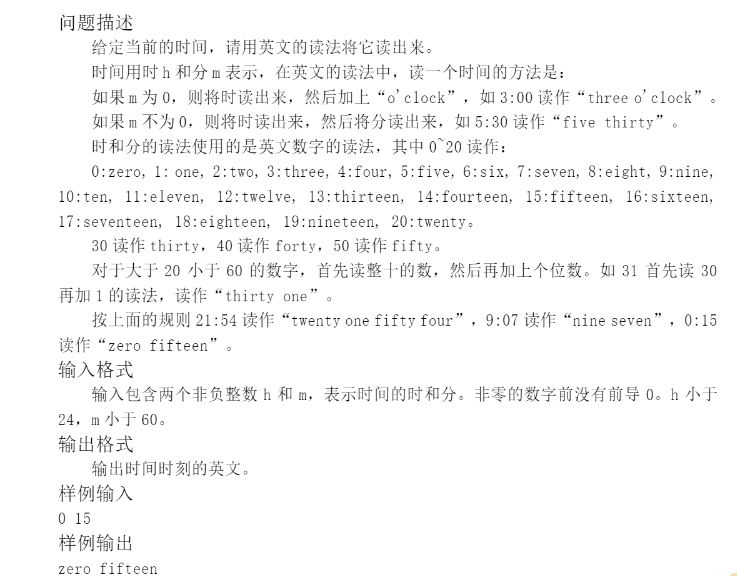 问题描述
给定当前的时间，请用英文的读法将它读出来。
时间用时 h 和分 m 表示，在英文的读法中，读一个时间的方法是：
如果 m 为 0，则将时读出来，然后加上“o'clock”，如 3:00 读作“three o'clock”。
如果 m 不为 0，则将时读出来，然后将分读出来，如 5:30 读作“five thirty”。
时和分的读法使用的是英文数字的读法，其中 0~20 读作：
0:zero, 1: one, 2:two, 3:three, 4:four, 5:five, 6:six, 7:seven, 8:eight, 9:nine,
10:ten, 11:eleven, 12:twelve, 13:thirteen, 14:fourteen, 15:fifteen, 16:sixteen,
17:seventeen, 18:eighteen, 19:nineteen, 20:twenty。
30 读作 thirty，40 读作 forty，50 读作 fifty。
对于大于 20 小于 60 的数字，首先读整十的数，然后再加上个位数。如 31 首先读 30
再加 1 的读法，读作“thirty one”。
按上面的规则 21:54 读作“twenty one fifty four”，9:07 读作“nine seven”，0:15
读作“zero fifteen”。
输入格式
输入包含两个非负整数 h 和 m，表示时间的时和分。非零的数字前没有前导 0。h 小于
24，m 小于 60。
输出格式
输出时间时刻的英文。
样例输入
0 15
样例输出
zero fifteen